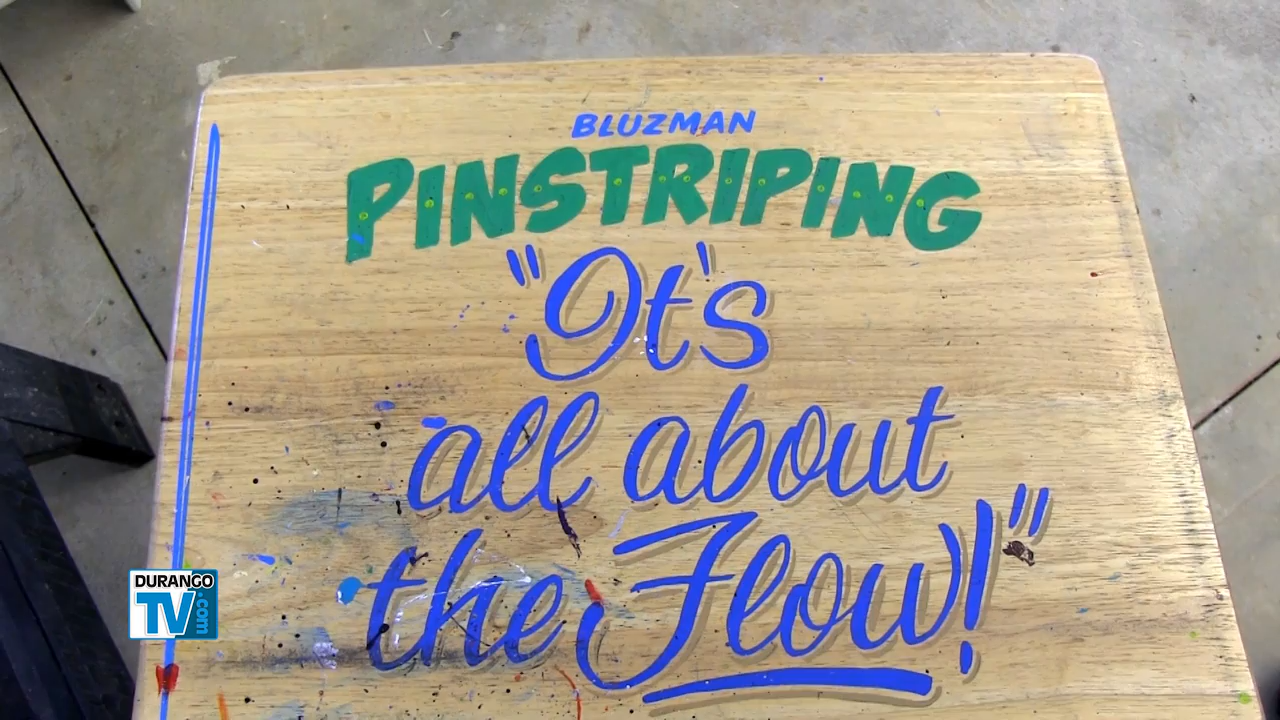 BLUZMAN
PINSTRIPING
"It's
all about
the Flow!"
DURANGO
TV.com